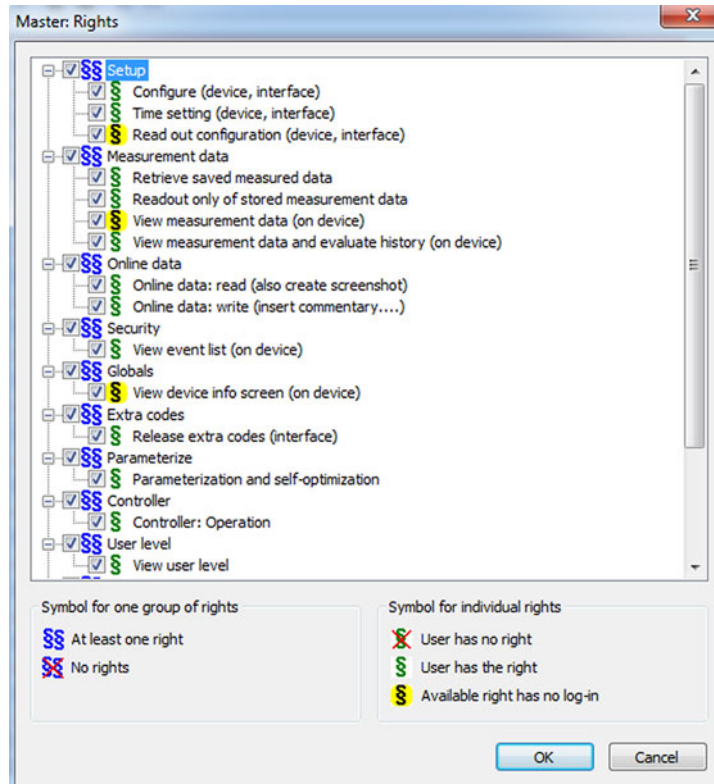 Master: Rights
Setup
Configure (device, interface)
Time setting (device, interface)
Read out configuration (device, interface)
Measurement data
Retrieve saved measured data
Readout only of stored measurement data
View measurement data (on device)
View measurement data and evaluate history (on device)
Online data
Online data: read (also create screenshot)
Online data: write (insert commentary....)
Security
View event list (on device)
Globals
View device info screen (on device)
Extra codes
Release extra codes (interface)
Parameterize
Parameterization and self-optimization
Controller
Controller: Operation
User level
View user level
Symbol for one group of rights
At least one right
No rights
Symbol for individual rights
User has no right
User has the right
Available right has no log-in
OK
Cancel